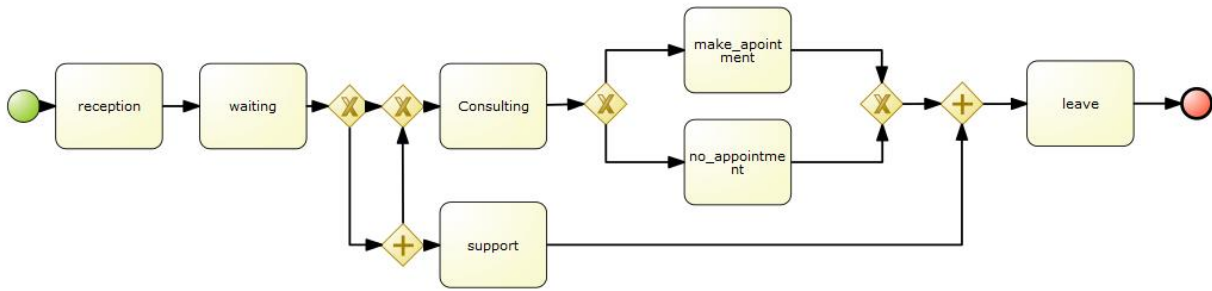 reception
waiting
Consulting
make_apoint
ment
no_appointme
nt
support
leave